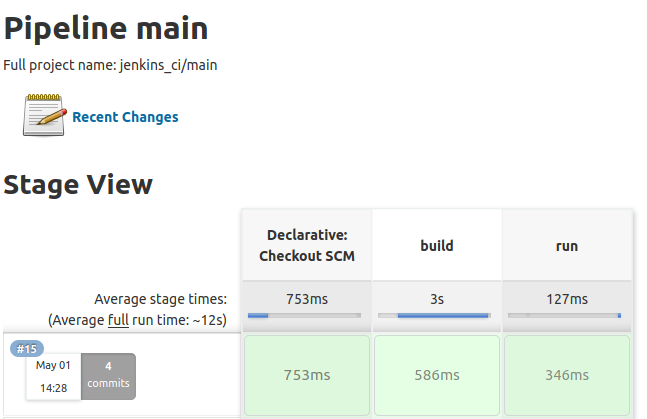 Pipeline main
Full project name: jenkins_ci/main
Recent Changes
Stage View
Declarative:
Checkout SCM
build
run
Average stage times:
(Average full run time: ~12s)
753ms
3s
127ms
#15
May 01
14:28
4
commits
753ms
586ms
346ms